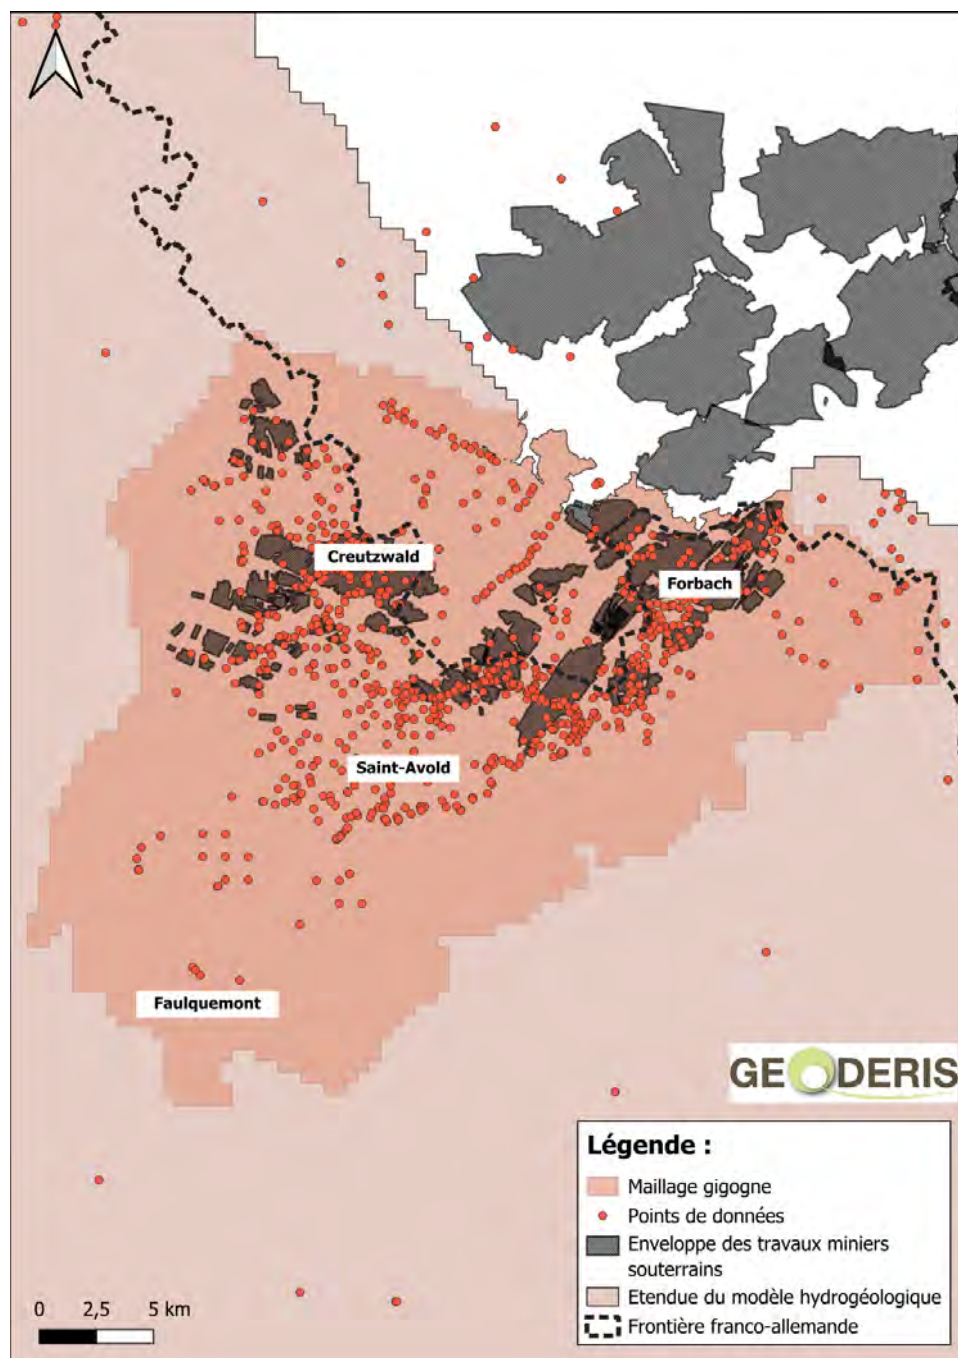 Creutzwald
Forbach
Saint-Avold
Faulquemont
GEODERIS
Légende :
Maillage gigogne
Points de données
Enveloppe des travaux miniers
souterrains
Etendue du modèle hydrogéologique
Frontière franco-allemande
0 2,5 5 km